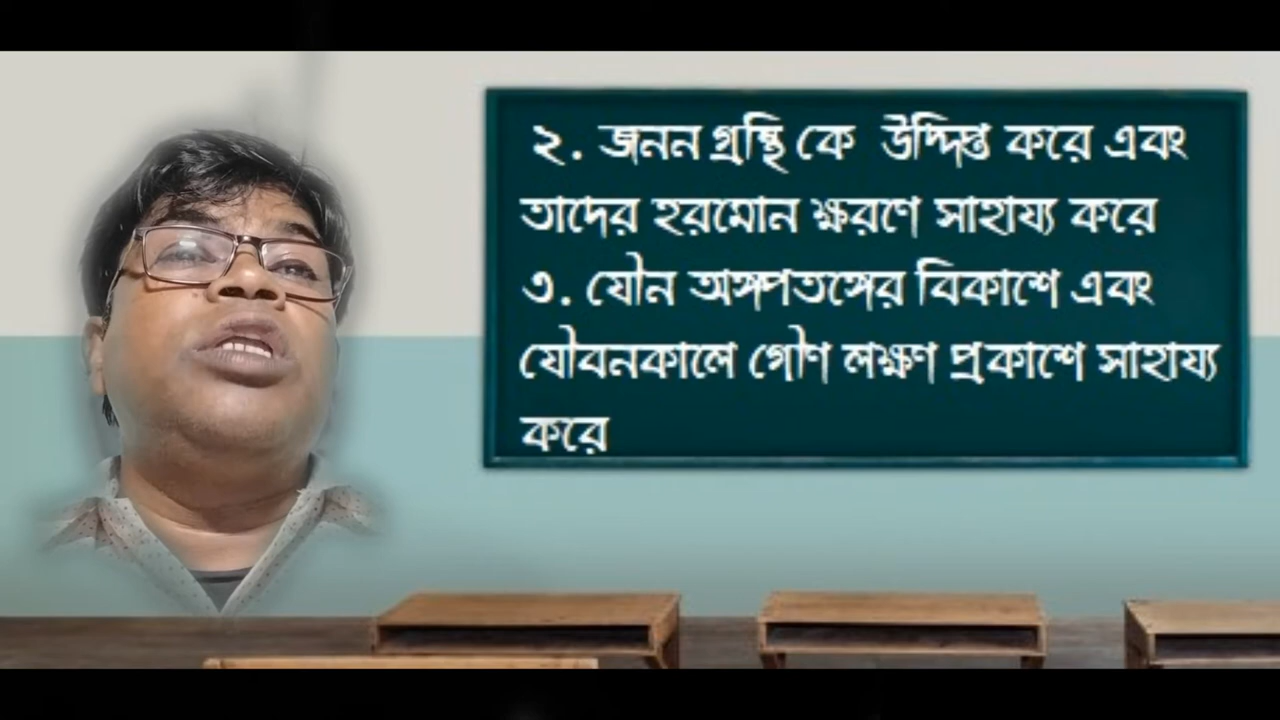 ২. জনন গ্রন্থি কে উদ্দিপ্ত করে এবং
তাদের হরমোন ক্ষরণে সাহায্য করে
৩. যৌন অঙ্গপতঙ্গের বিকাশে এবং
যৌবনকালে গৌণ লক্ষণ প্রকাশে সাহায্য
করে